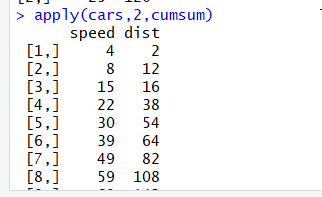 > apply(cars,2,cumsum)
speed dist
[1,] 4 2
[2,] 8 12
[3,] 15 16
[4,] 22 38
[5,] 30 54
[6,] 39 64
[7,] 49 82
[8,] 59 108